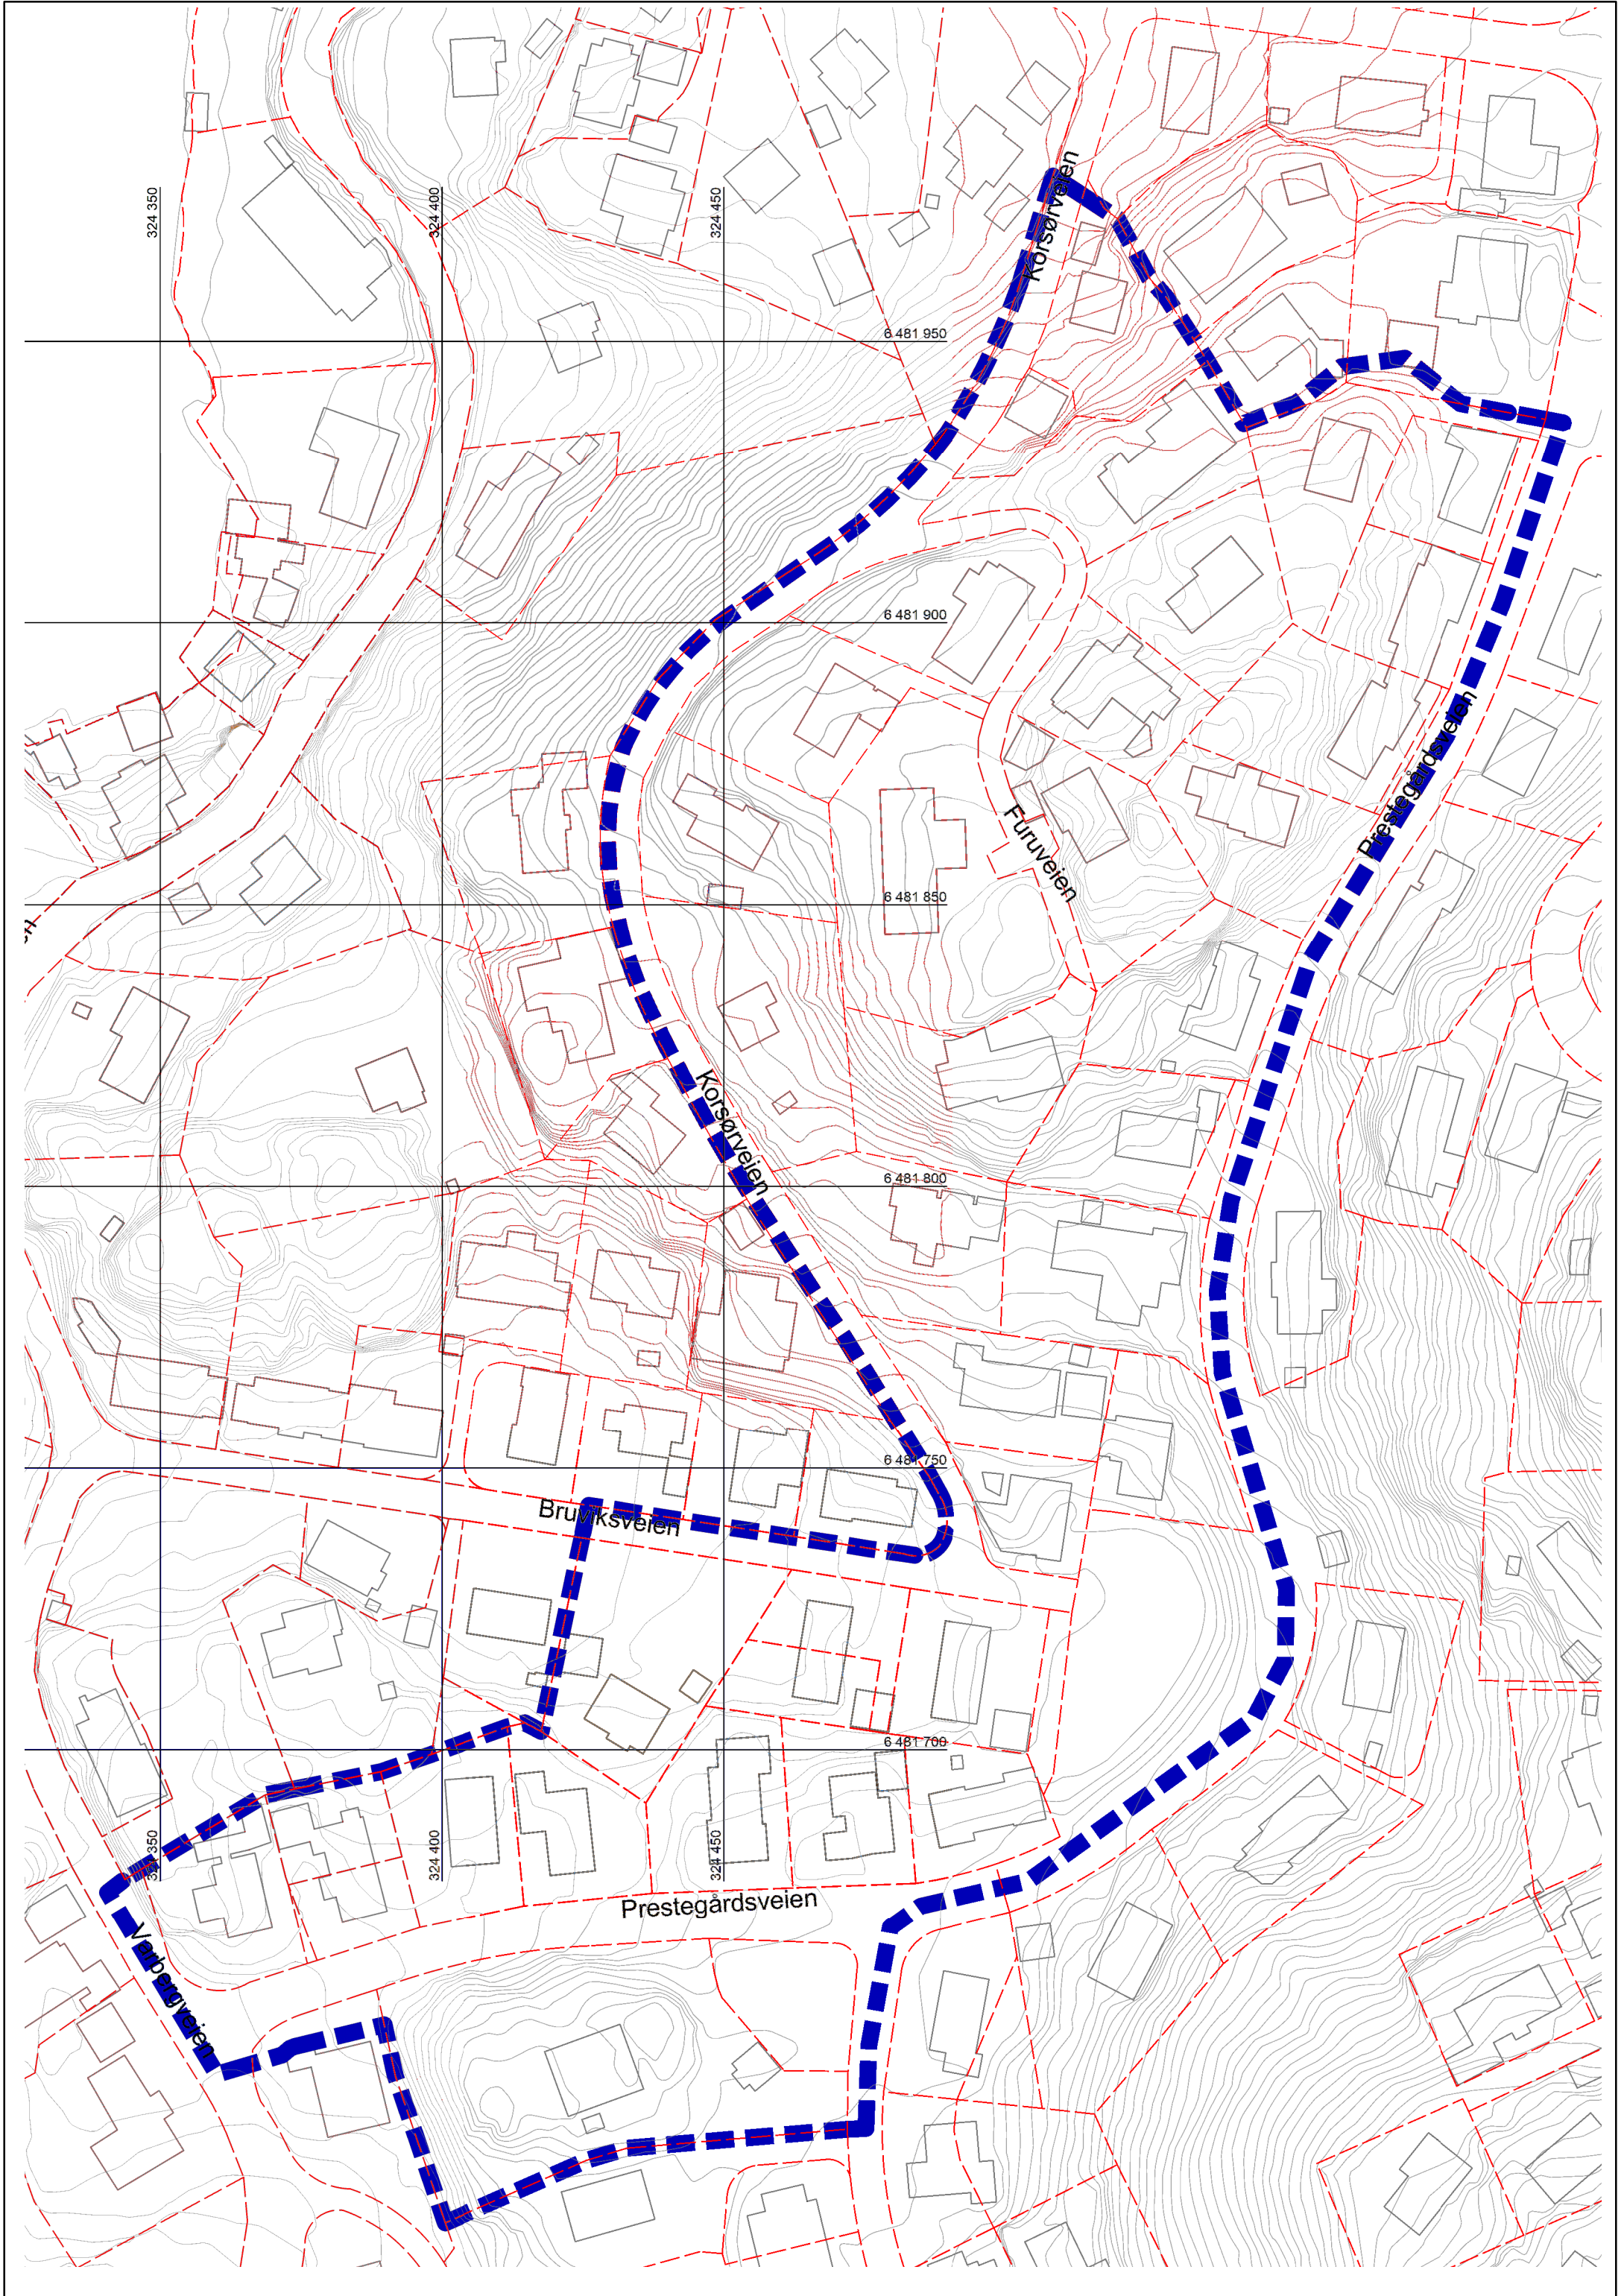 324 350
324 400
324 450
Korsørveien
6 481 950
6 481 900
Prestegårdsveien
Furuveien
6 481 850
Korsørveien
6 481 800
6 481 750
Bruviksveien
6 481 700
324 350
324 400
324 450
Prestegårdsveien
Varbergveien